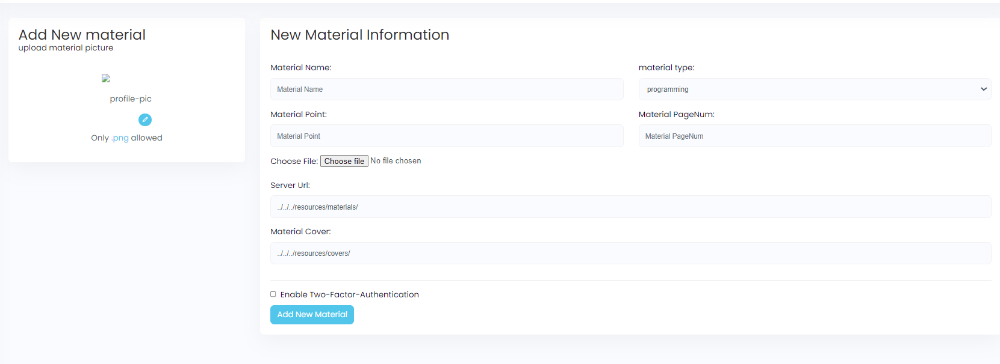 Add New material
upload material picture
profile-pic
Only .png allowed
New Material Information
Material Name:
Material Name
material type:
programming
Material Point:
Material Point
Material PageNum:
Material PageNum
Choose File: Choose file No file chosen
Server Url:
../../../resources/materials/
Material Cover:
../../../resources/covers/
Enable Two-Factor-Authentication
Add New Material